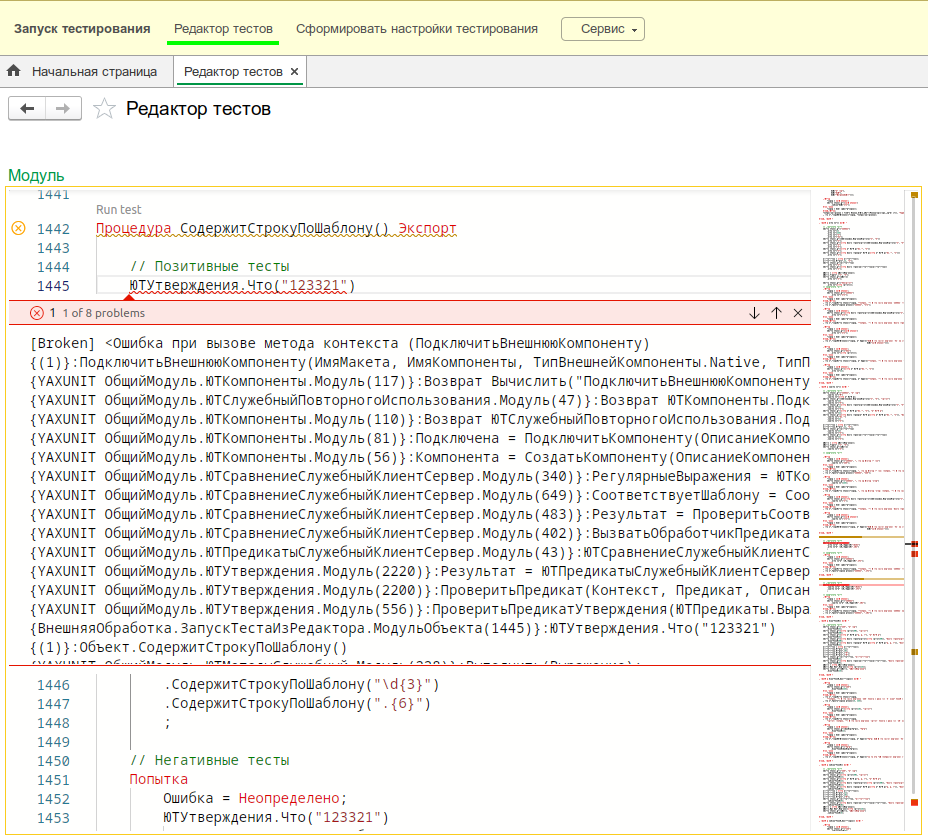 Запуск тестирования Редактор тестов Сформировать настройки тестирования Сервис
Начальная страница Редактор тестов ×
Редактор тестов
Модуль
1441
Run test
1442 Процедура СодержитСтрокуПоШаблону() Экспорт
1443
1444 // Позитивные тесты
1445 ЮТУтверждения.Что("123321")
1 1 of 8 problems
[Broken] <Ошибка при вызове метода контекста (ПодключитьВнешнююКомпоненту)
{(1)}:ПодключитьВнешнююКомпоненту(ИмяМакета, ИмяКомпоненты, ТипВнешнейКомпоненты.Native, ТипП
{YAXUNIT ОбщийМодуль.ЮТКомпоненты.Модуль(117)}:Возврат Вычислить("ПодключитьВнешнююКомпоненту
{YAXUNIT ОбщийМодуль.ЮТСлужебныйПовторногоИспользования.Модуль(47)}:Возврат ЮТКомпоненты.Подк
{YAXUNIT ОбщийМодуль.ЮТКомпоненты.Модуль(110)}:Возврат ЮТСлужебныйПовторногоИспользования.Под
{YAXUNIT ОбщийМодуль.ЮТКомпоненты.Модуль(81)}:Подключена = ПодключитьКомпоненту(ОписаниеКомпо
{YAXUNIT ОбщийМодуль.ЮТКомпоненты.Модуль(56)}:Компонента = СоздатьКомпоненту(ОписаниеКомпонен
{YAXUNIT ОбщийМодуль.ЮТСравнениеСлужебныйКлиентСервер.Модуль(340)}:РегулярныеВыражения = ЮТКо
{YAXUNIT ОбщийМодуль.ЮТСравнениеСлужебныйКлиентСервер.Модуль(649)}:СоответствуетШаблону = Соо
{YAXUNIT ОбщийМодуль.ЮТСравнениеСлужебныйКлиентСервер.Модуль(483)}:Результат = ПроверитьСоотв
{YAXUNIT ОбщийМодуль.ЮТСравнениеСлужебныйКлиентСервер.Модуль(402)}:ВызватьОбработчикПредиката
{YAXUNIT ОбщийМодуль.ЮТПредикатыСлужебныйКлиентСервер.Модуль(43)}:ЮТСравнениеСлужебныйКлиентС
{YAXUNIT ОбщийМодуль.ЮТУтверждения.Модуль(2220)}:Результат = ЮТПредикатыСлужебныйКлиентСервер
{YAXUNIT ОбщийМодуль.ЮТУтверждения.Модуль(2200)}:ПроверитьПредикат(Контекст, Предикат, Описан
{YAXUNIT ОбщийМодуль.ЮТУтверждения.Модуль(556)}:ПроверитьПредикатУтверждения(ЮТПредикаты.Выра
{ВнешняяОбработка.ЗапускТестаИзРедактора.МодульОбъекта(1445)}:ЮТУтверждения.Что("123321")
{(1)}:Объект.СодержитСтрокуПоШаблону()
{YAXUNIT ОбщийМодуль.ЮТМетодыСлужебный.Модуль(228)}:Выполнить(Выражение);
1446 .СодержитСтрокуПоШаблону("\d{3}")
1447 .СодержитСтрокуПоШаблону(".{6}")
1448 ;
1449
1450 // Негативные тесты
1451 Попытка
1452 Ошибка = Неопределено;
1453 ЮТУтверждения.Что("123321")